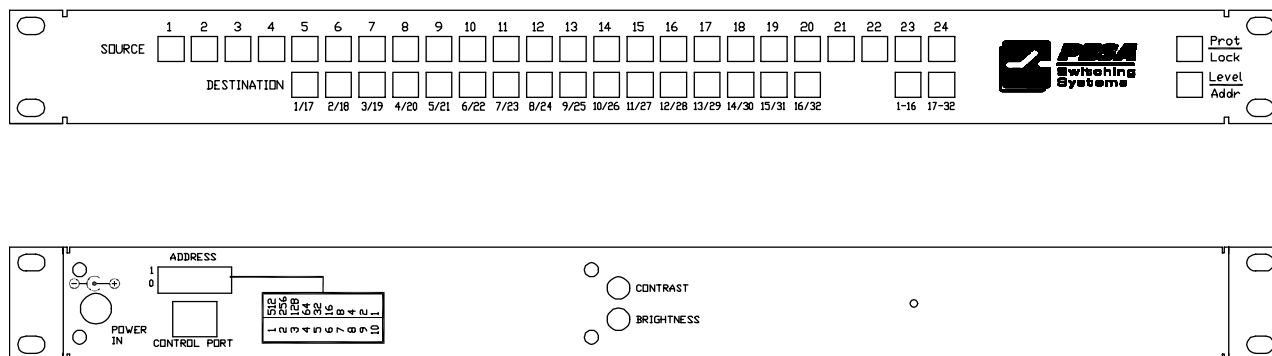 1 2 3 4 5 6 7 8 9 10 11 12 13 14 15 16 17 18 19 20 21 22 23 24
SOURCE
Prot
Lock
PESA
Switching
Systems
DESTINATION
Level
Addr
1/17 2/18 3/19 4/20 5/21 6/22 7/23 8/24 9/25 10/26 11/27 12/28 13/29 14/30 15/31 16/32 1-16 17-32
ADDRESS
1
0
512 256 128 64 32 16 8 4 2 1
1 2 3 4 5 6 7 8 9 10
POWER
IN
CONTROL PORT
CONTRAST
BRIGHTNESS